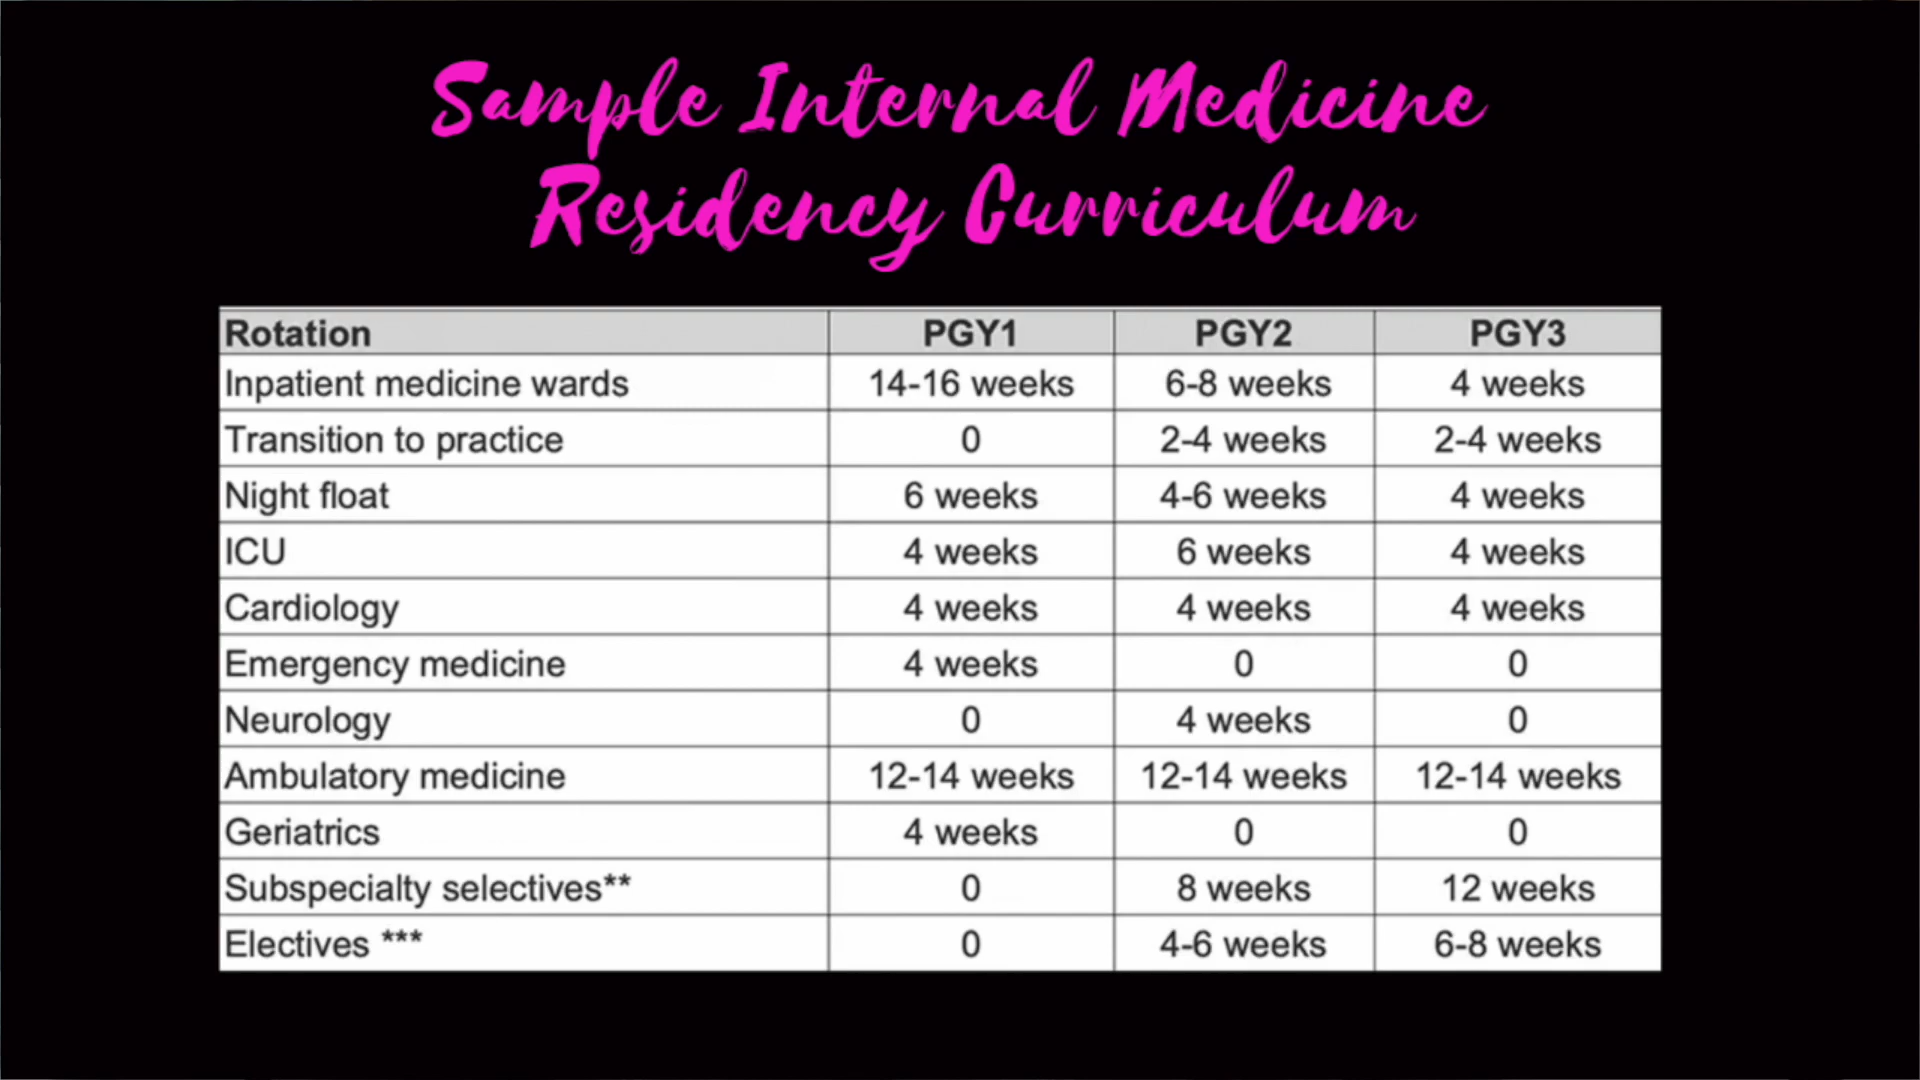 Sample Internal Medicine
Residency Curriculum
Rotation PGY1 PGY2 PGY3
Inpatient medicine wards 14-16 weeks 6-8 weeks 4 weeks
Transition to practice 0 2-4 weeks 2-4 weeks
Night float 6 weeks 4-6 weeks 4 weeks
ICU 4 weeks 6 weeks 4 weeks
Cardiology 4 weeks 4 weeks 4 weeks
Emergency medicine 4 weeks 0 0
Neurology 0 4 weeks 0
Ambulatory medicine 12-14 weeks 12-14 weeks 12-14 weeks
Geriatrics 4 weeks 0 0
Subspecialty selectives** 0 8 weeks 12 weeks
Electives *** 0 4-6 weeks 6-8 weeks